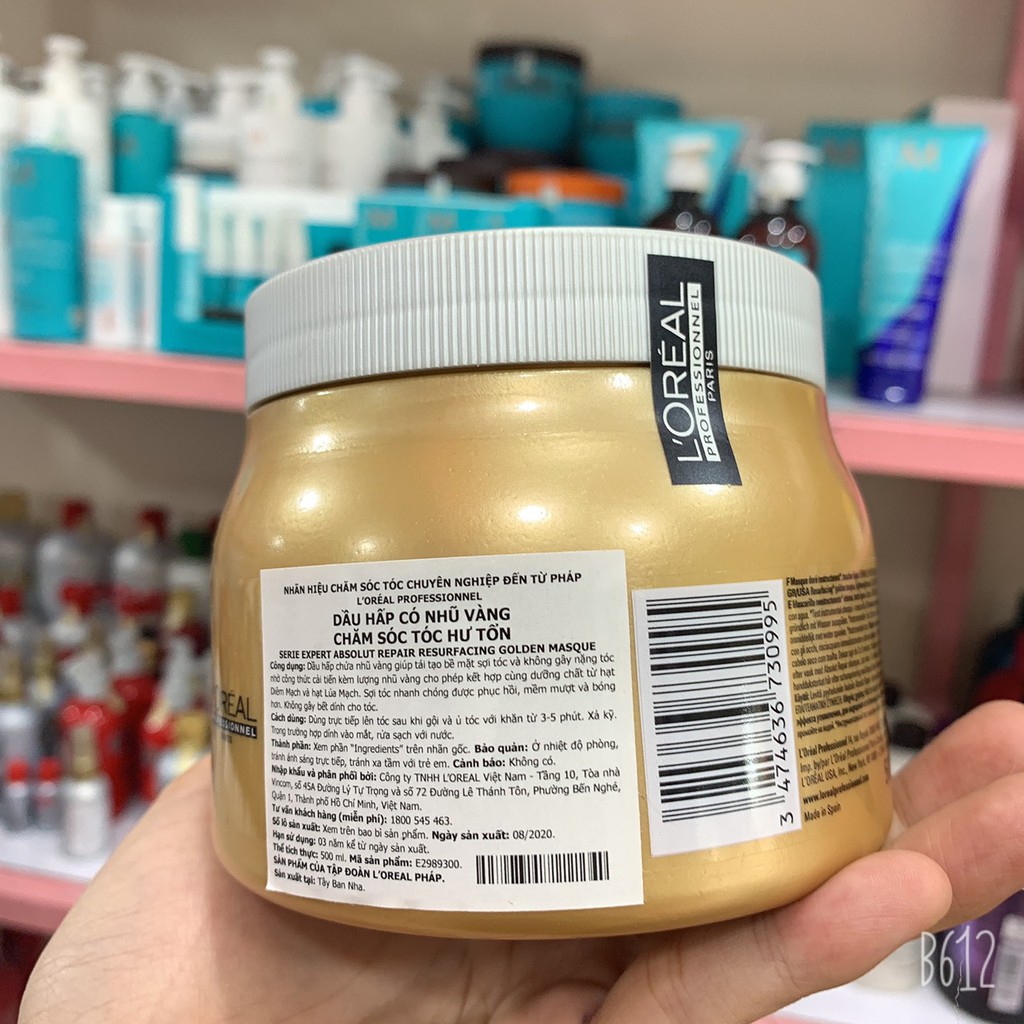 L'ORÉAL
PROFESSIONNEL
PARIS
NHÃN HIỆU CHĂM SÓC TÓC CHUYÊN NGHIỆP ĐẾN TỪ PHÁP
L'ORÉAL PROFESSIONNEL
DẦU HẤP CÓ NHŨ VÀNG
CHĂM SÓC TÓC HƯ TỔN
SERIE EXPERT ABSOLUT REPAIR RESURFACING GOLDEN MASQUE
Công dụng: Dầu hấp chứa nhũ vàng giúp tái tạo bề mặt sợi tóc và không gây nặng tóc
nhờ công thức cải tiến kèm lượng nhũ vàng cho phép kết hợp cùng dưỡng chất từ hạt
Diêm Mạch và hạt Lúa Mạch. Sợi tóc nhanh chóng được phục hồi, mềm mượt và bóng
hơn. Không gây bết dính cho tóc.
Cách dùng: Dùng trực tiếp lên tóc sau khi gội và ủ tóc với khăn từ 3-5 phút. Xả kỹ.
Trong trường hợp dính vào mắt, rửa sạch với nước.
Thành phần: Xem phần "Ingredients" trên nhãn gốc. Bảo quản: Ở nhiệt độ phòng,
tránh ánh sáng trực tiếp, tránh xa tầm với trẻ em. Cảnh báo: Không có.
Nhập khẩu và phân phối bởi: Công ty TNHH L'OREAL Việt Nam - Tầng 10, Tòa nhà
Vincom, số 45A Đường Lý Tự Trọng và số 72 Đường Lê Thánh Tôn, Phường Bến Nghé,
Quận 1, Thành phố Hồ Chí Minh, Việt Nam.
Tư vấn khách hàng (miễn phí): 1800 545 463.
Số lô sản xuất: Xem trên bao bì sản phẩm. Ngày sản xuất: 08/2020.
Hạn sử dụng: 03 năm kể từ ngày sản xuất.
Thể tích thực: 500 ml. Mã sản phẩm: E2989300.
SẢN PHẨM CỦA TẬP ĐOÀN L'OREAL PHÁP.
Sản xuất tại: Tây Ban Nha.
3 474636 730995
www.lorealprofessionnel.com
Made in Spain
B612